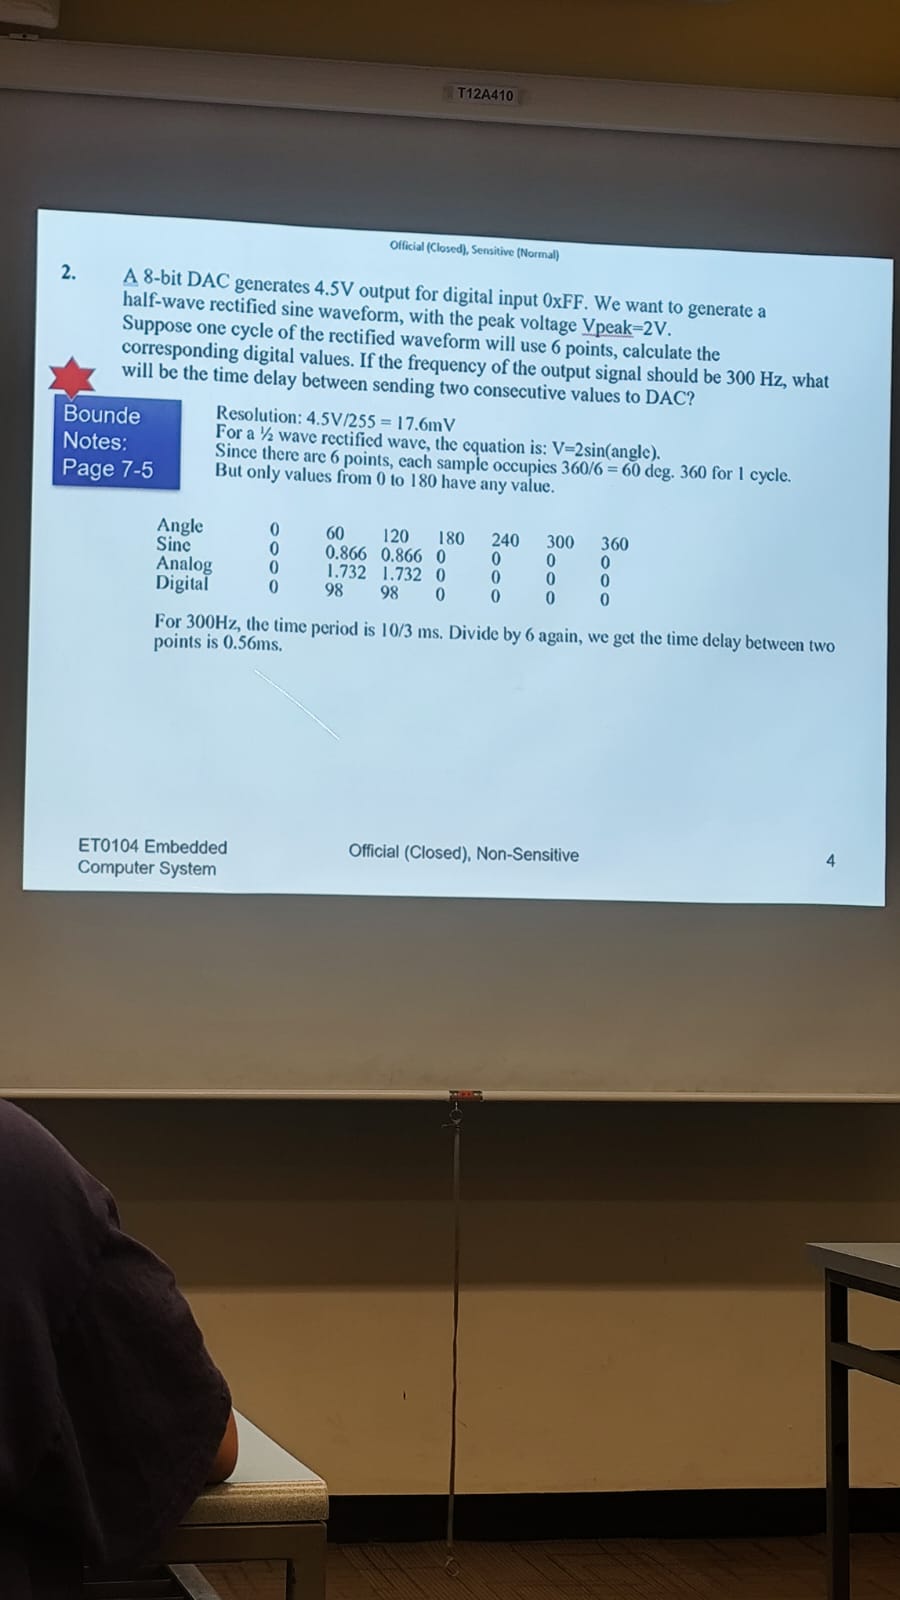 T12A410
Official (Closed), Sensitive (Normal)
2. A 8-bit DAC generates 4.5V output for digital input 0xFF. We want to generate a
half-wave rectified sine waveform, with the peak voltage Vpeak=2V.
Suppose one cycle of the rectified waveform will use 6 points, calculate the
corresponding digital values. If the frequency of the output signal should be 300 Hz, what
will be the time delay between sending two consecutive values to DAC?
Bounde
Notes:
Page 7-5
Resolution: 4.5V/255 = 17.6mV
For a ½ wave rectified wave, the equation is: V=2sin(angle).
Since there are 6 points, each sample occupies 360/6 = 60 deg. 360 for 1 cycle.
But only values from 0 to 180 have any value.
Angle 0 60 120 180 240 300 360
Sine 0 0.866 0.866 0 0 0 0
Analog 0 1.732 1.732 0 0 0 0
Digital 0 98 98 0 0 0 0
For 300Hz, the time period is 10/3 ms. Divide by 6 again, we get the time delay between two
points is 0.56ms.
ET0104 Embedded
Computer System
Official (Closed), Non-Sensitive
4